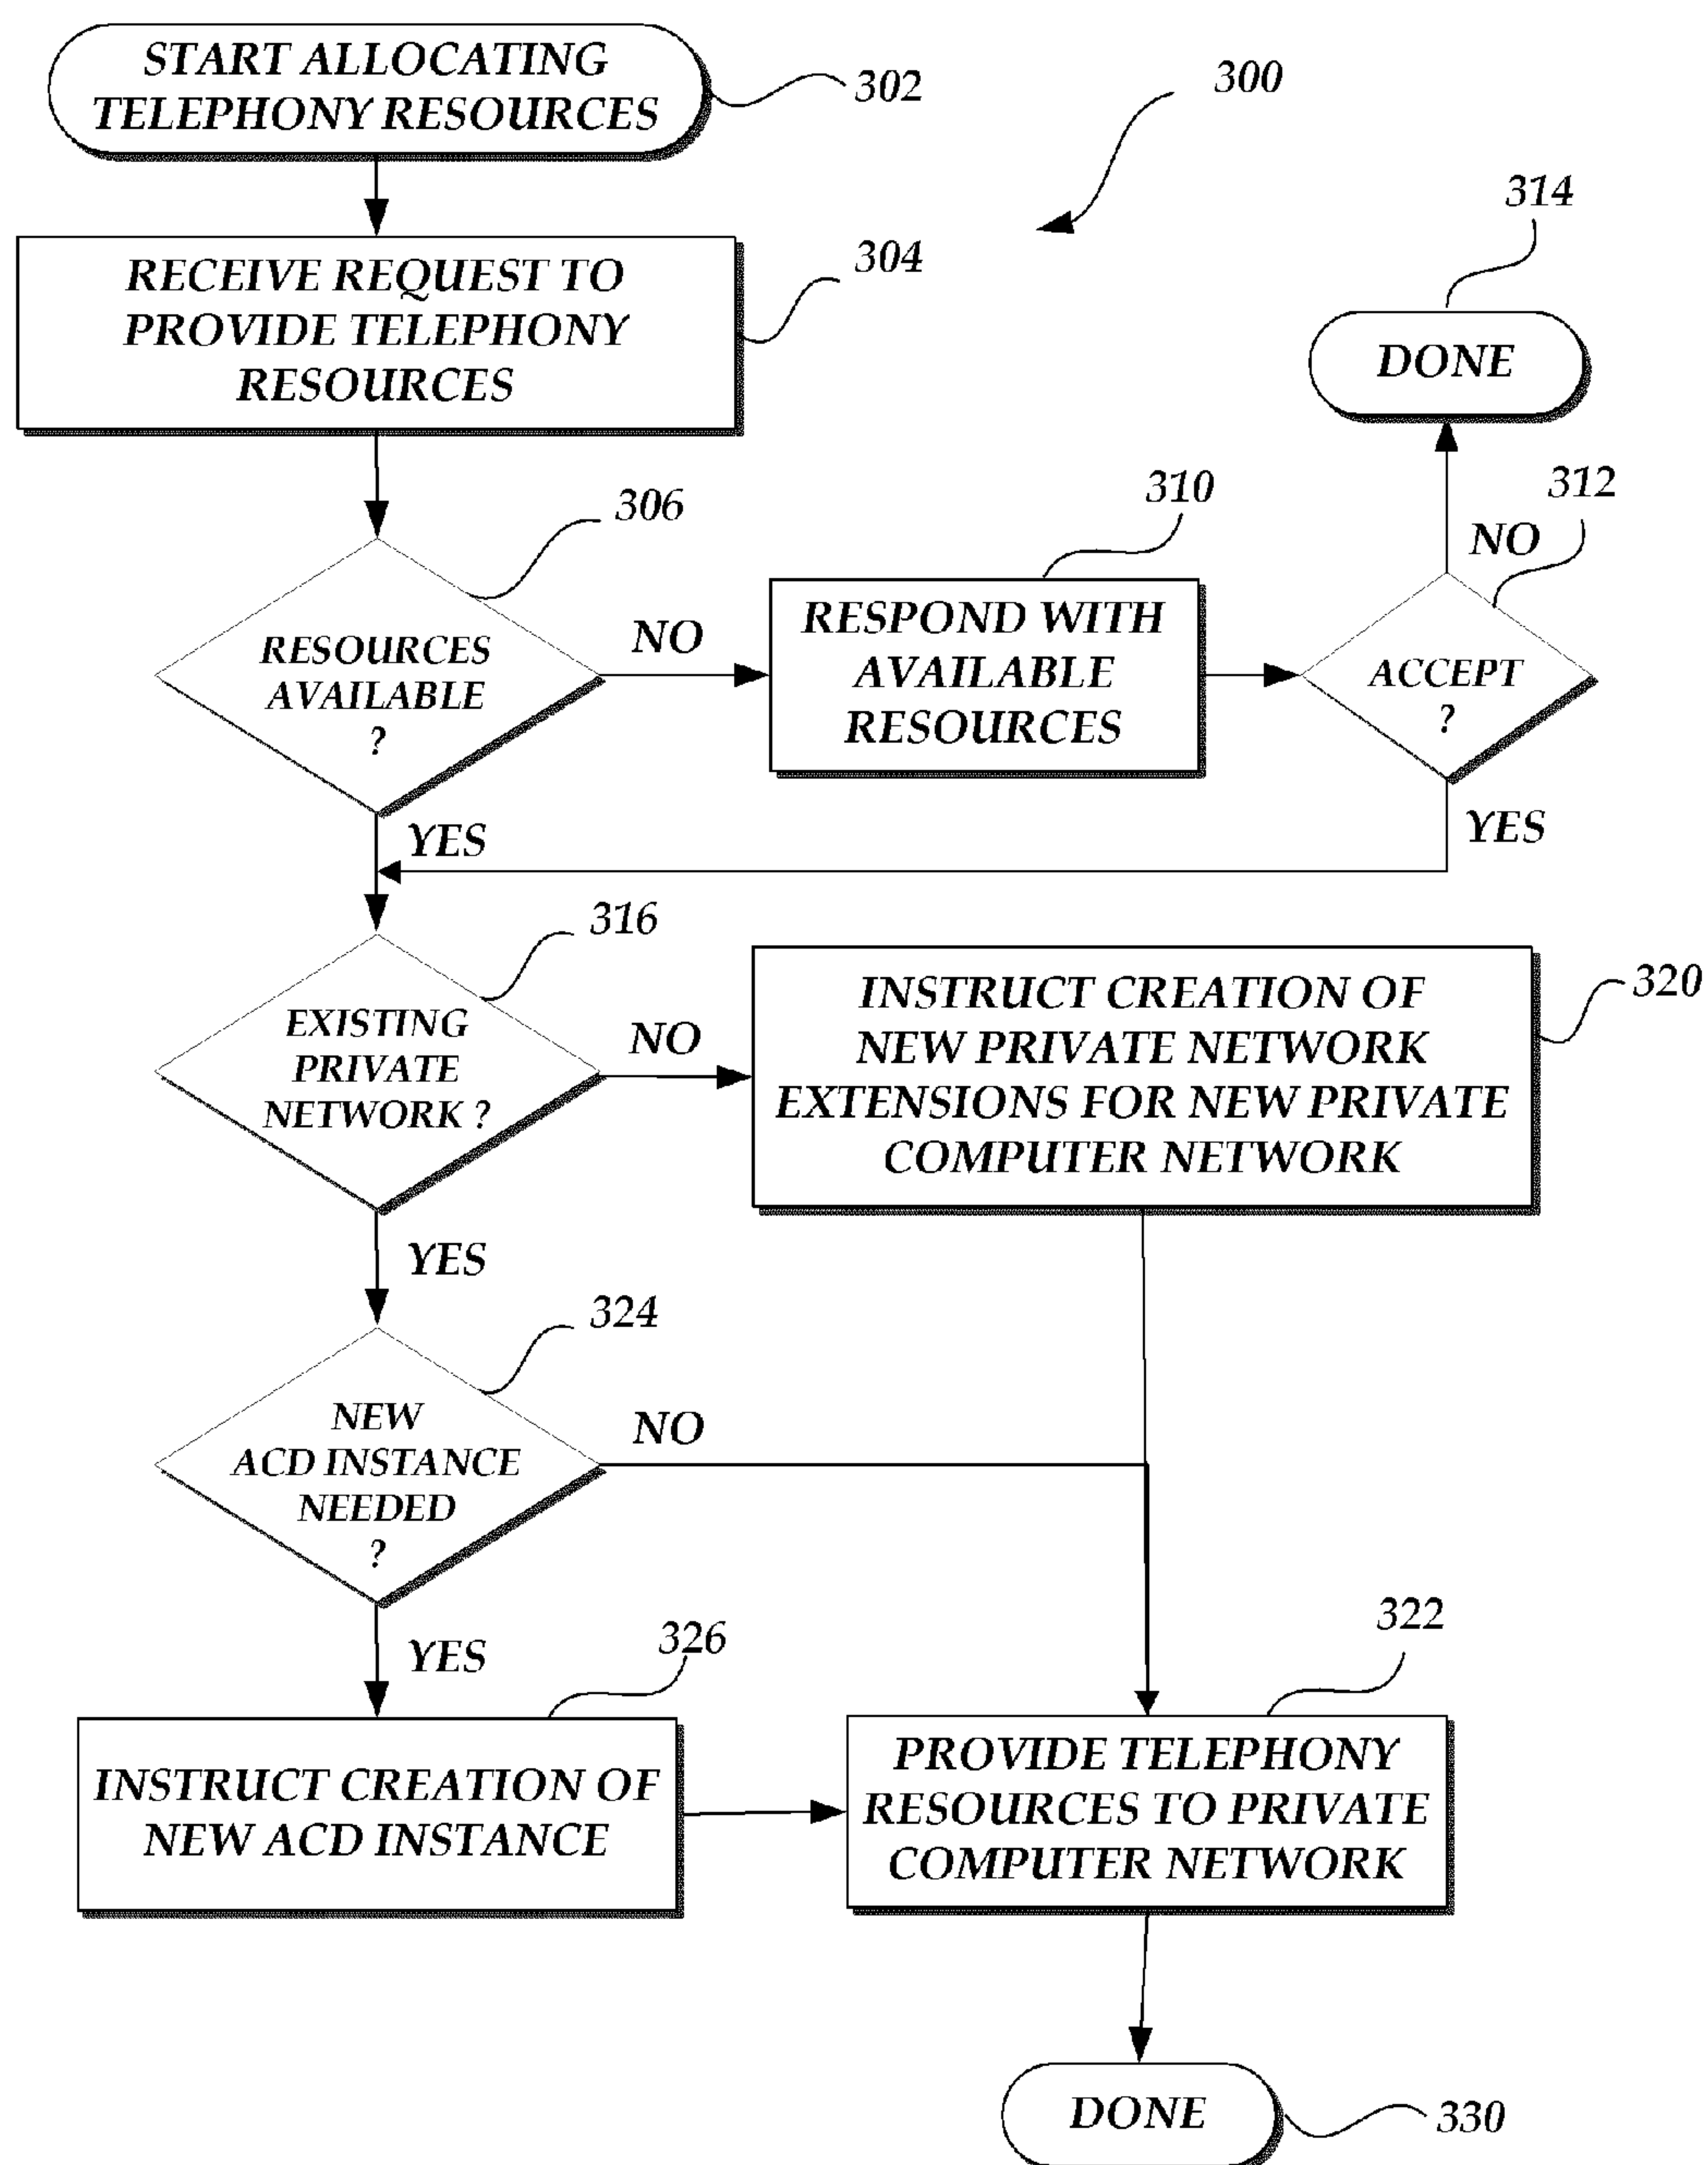 START ALLOCATING
TELEPHONY RESOURCES
302
300
RECEIVE REQUEST TO
PROVIDE TELEPHONY
RESOURCES
304
314
DONE
306
RESOURCES
AVAILABLE
?
NO
310
RESPOND WITH
AVAILABLE
RESOURCES
312
NO
ACCEPT
?
YES
YES
316
EXISTING
PRIVATE
NETWORK ?
NO
INSTRUCT CREATION OF
NEW PRIVATE NETWORK
EXTENSIONS FOR NEW PRIVATE
COMPUTER NETWORK
320
YES
324
NEW
ACD INSTANCE
NEEDED
?
NO
YES
326
INSTRUCT CREATION OF
NEW ACD INSTANCE
322
PROVIDE TELEPHONY
RESOURCES TO PRIVATE
COMPUTER NETWORK
DONE
330